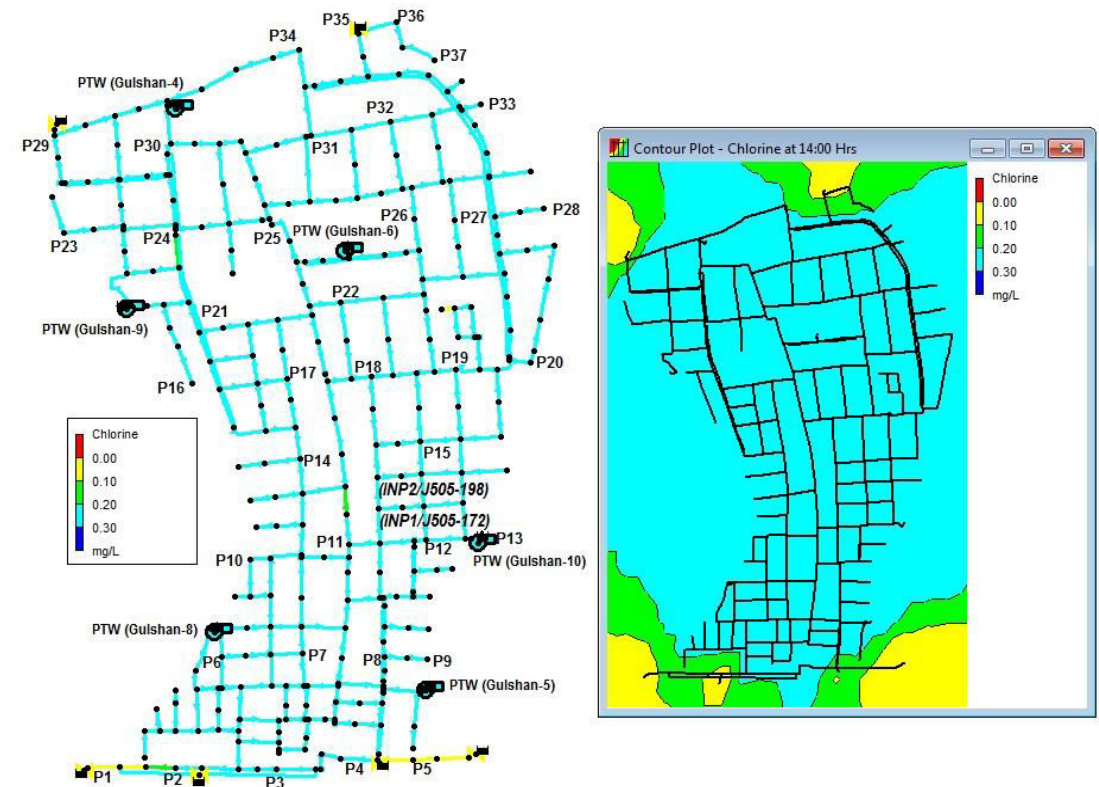 P35
P36
P34
P37
PTW (Gulshan-4)
P33
P32
P29
P30
P31
P26
P27
P28
P23
P24
P25
PTW (Gulshan-6)
P22
P21
PTW (Gulshan-9)
P16
P17
P18
P19
P20
Chlorine
0.00
0.10
0.20
0.30
mg/L
P14
P15
(INP2/J505-198)
(INP1/J505-172)
P10
P11
P12
P13
PTW (Gulshan-10)
PTW (Gulshan-8)
P6
P7
P8
P9
PTW (Gulshan-5)
P1
P2
P3
P4
P5
Contour Plot - Chlorine at 14:00 Hrs
Chlorine
0.00
0.10
0.20
0.30
mg/L